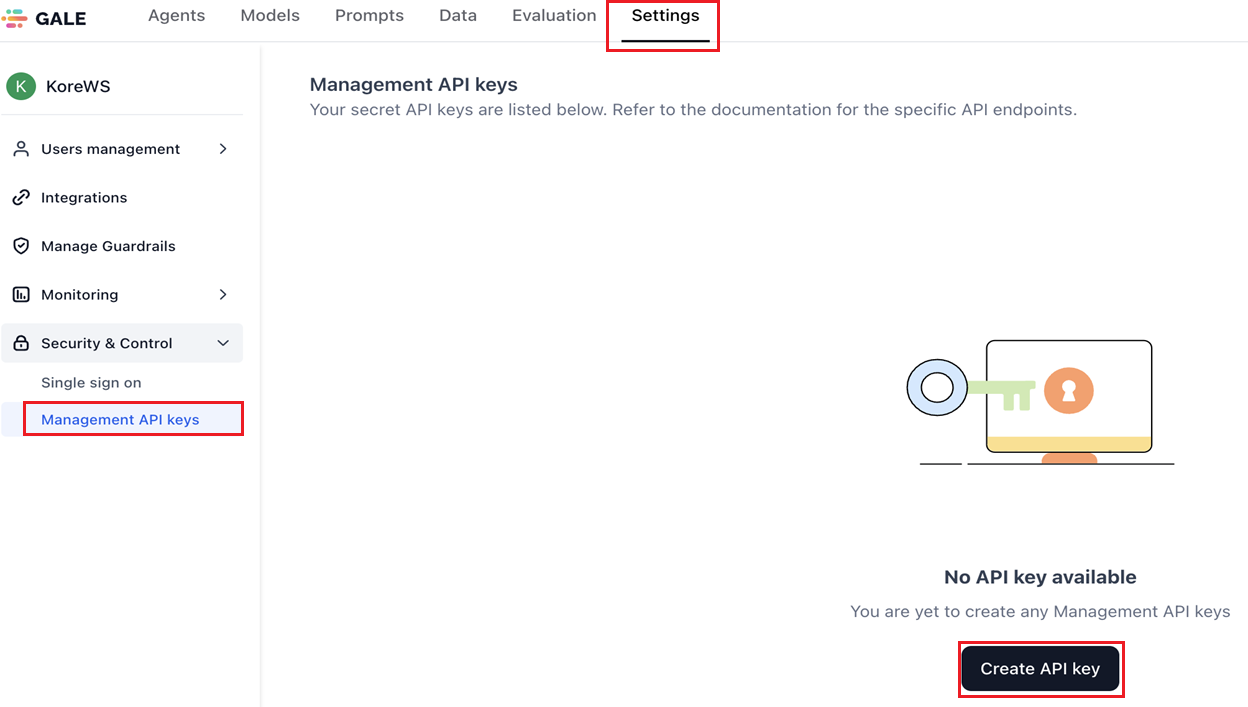 GALE
Agents
Models
Prompts
Data
Evaluation
Settings
K
KoreWS
Users management
Integrations
Manage Guardrails
Monitoring
Security & Control
Single sign on
Management API keys
Management API keys
Your secret API keys are listed below. Refer to the documentation for the specific API endpoints.
No API key available
You are yet to create any Management API keys
Create API key